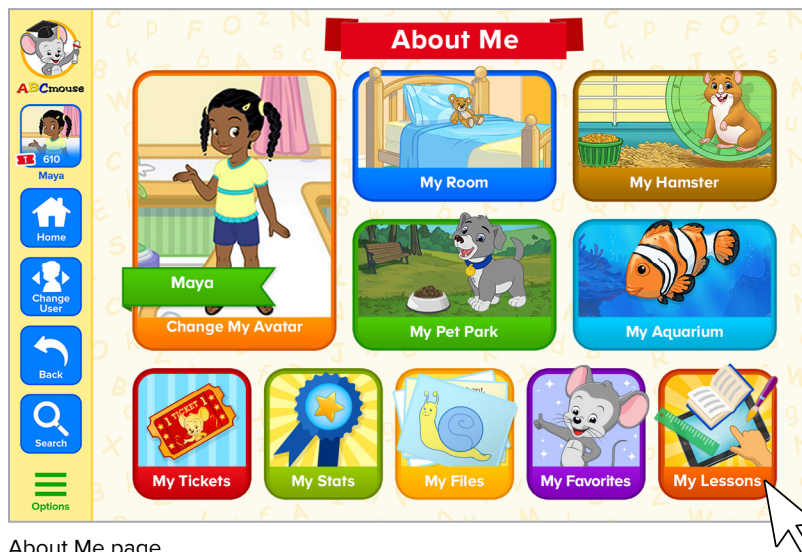 About Me
ABCmouse
T 610
Maya
Home
Change
User
Back
Search
Options
Maya
Change My Avatar
My Room
My Hamster
My Pet Park
My Aquarium
TICKET 1
My Tickets
My Stats
My Files
My Favorites
My Lessons
About Me page